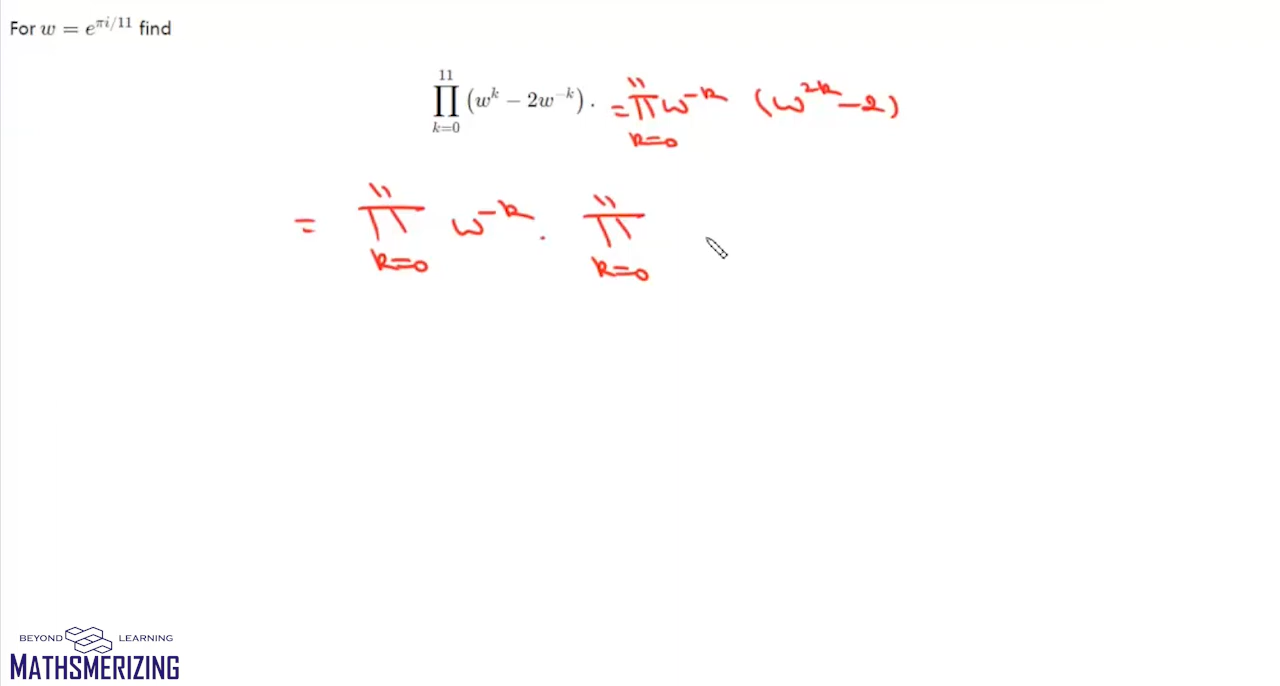 For w = e^{πi/11} find
∏_{k=0}^{11} (w^k − 2w^{−k}) . = ∏_{k=0}^{11} w^{−k} (w^{2k} − 2)
= ∏_{k=0}^{11} w^{−k} . ∏_{k=0}^{11}
BEYOND LEARNING
MATHSMERIZING